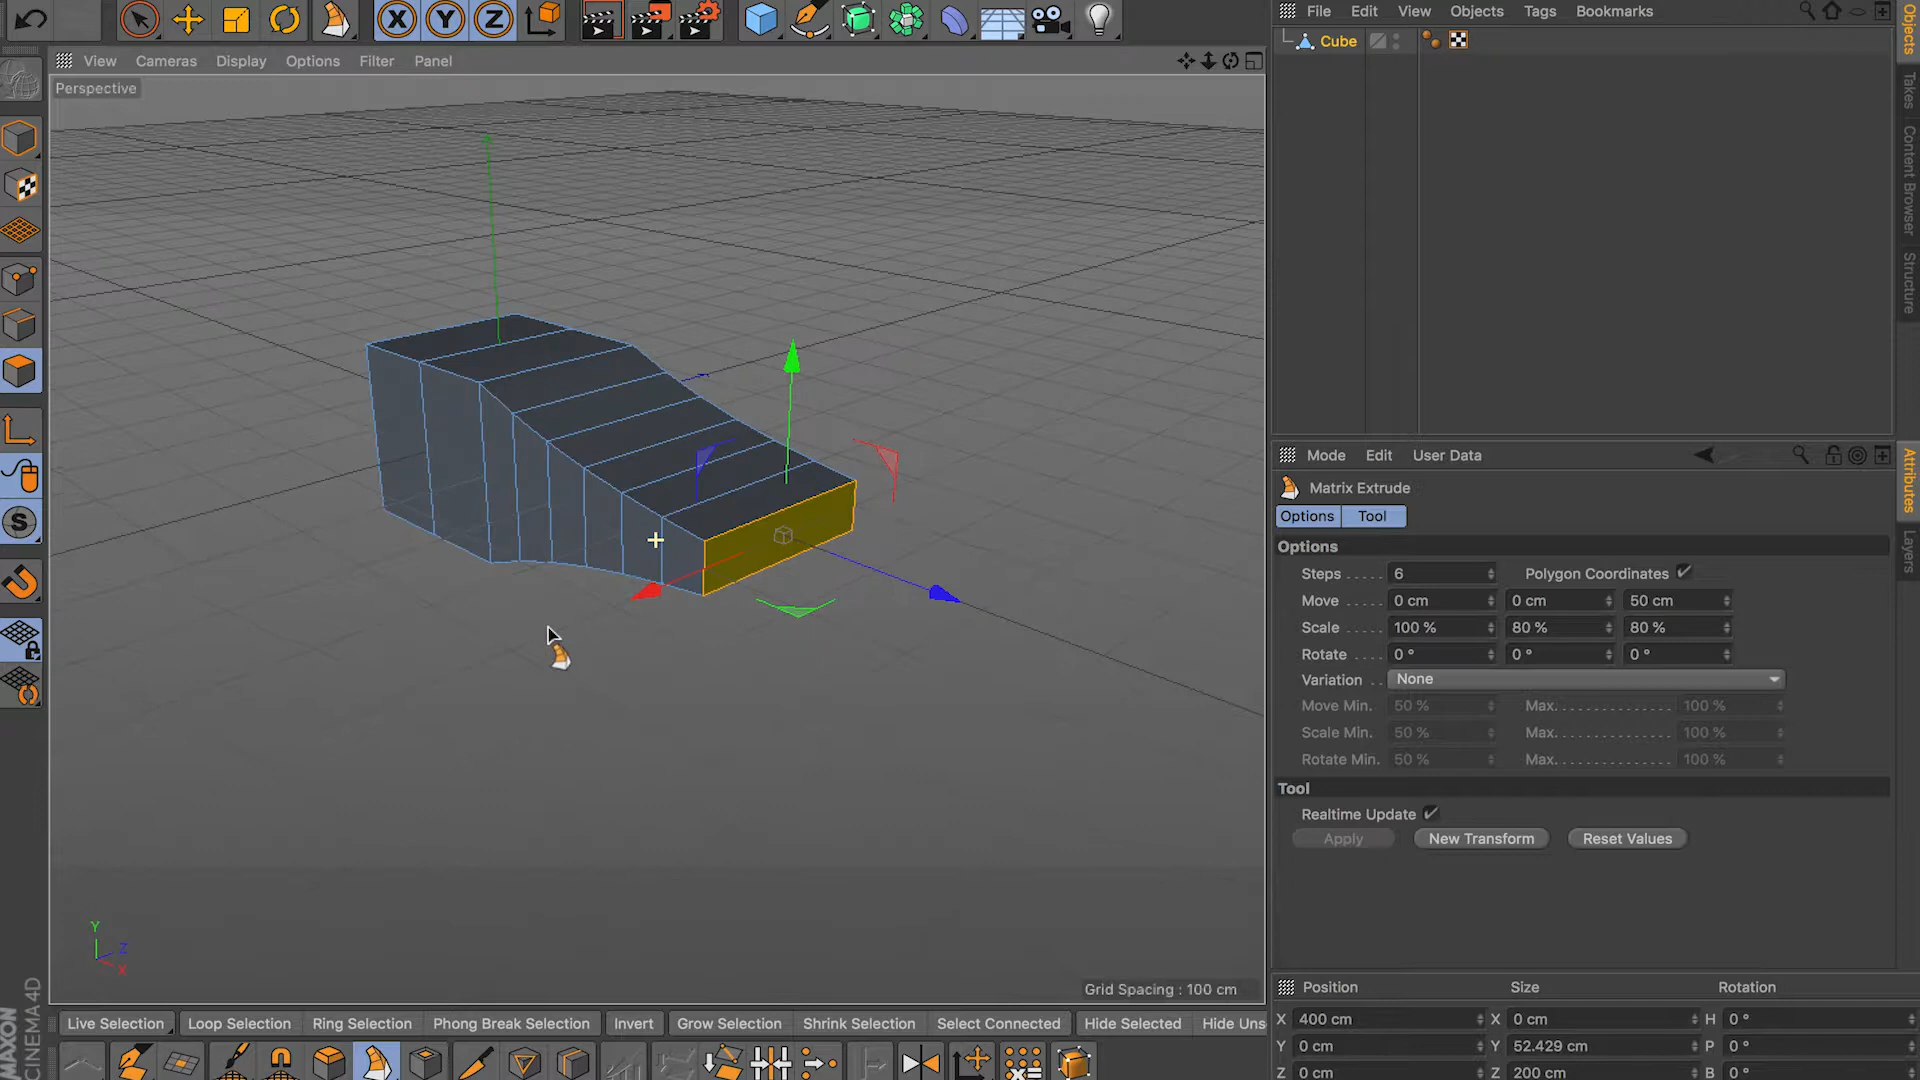 File Edit View Objects Tags Bookmarks
View Cameras Display Options Filter Panel
Perspective
X Y Z
S
Cube
Objects
Takes
Content Browser
Structure
Mode Edit User Data
Attributes
Layers
Matrix Extrude
Options Tool
Options
Steps 6 Polygon Coordinates
Move 0 cm 0 cm 50 cm
Scale 100 % 80 % 80 %
Rotate 0 ° 0 ° 0 °
Variation None
Move Min. 50 % Max. 100 %
Scale Min. 50 % Max. 100 %
Rotate Min. 50 % Max. 100 %
Tool
Realtime Update
Apply New Transform Reset Values
Y
Z
X
Grid Spacing : 100 cm
MAXON
CINEMA 4D
Live Selection Loop Selection Ring Selection Phong Break Selection Invert Grow Selection Shrink Selection Select Connected Hide Selected Hide Uns
Position Size Rotation
X 400 cm X 0 cm H 0 °
Y 0 cm Y 52.429 cm P 0 °
Z 0 cm Z 200 cm B 0 °